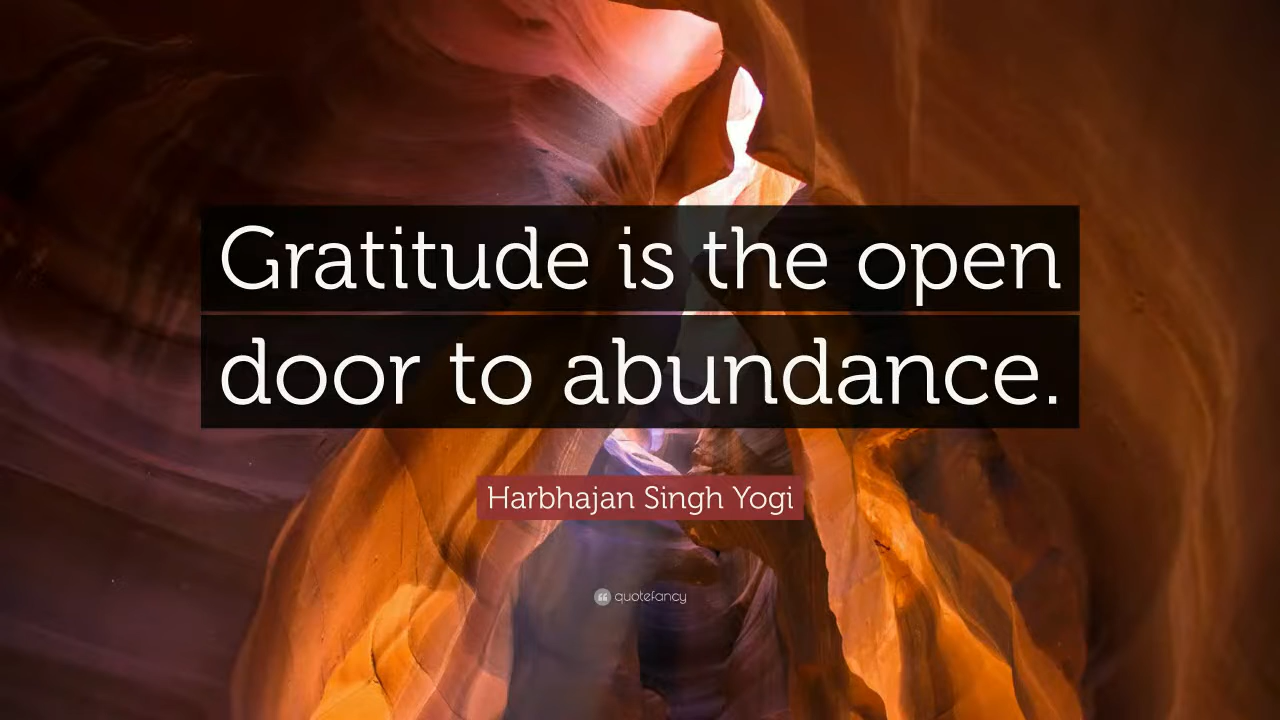 Gratitude is the open
door to abundance.
Harbhajan Singh Yogi
quotefancy